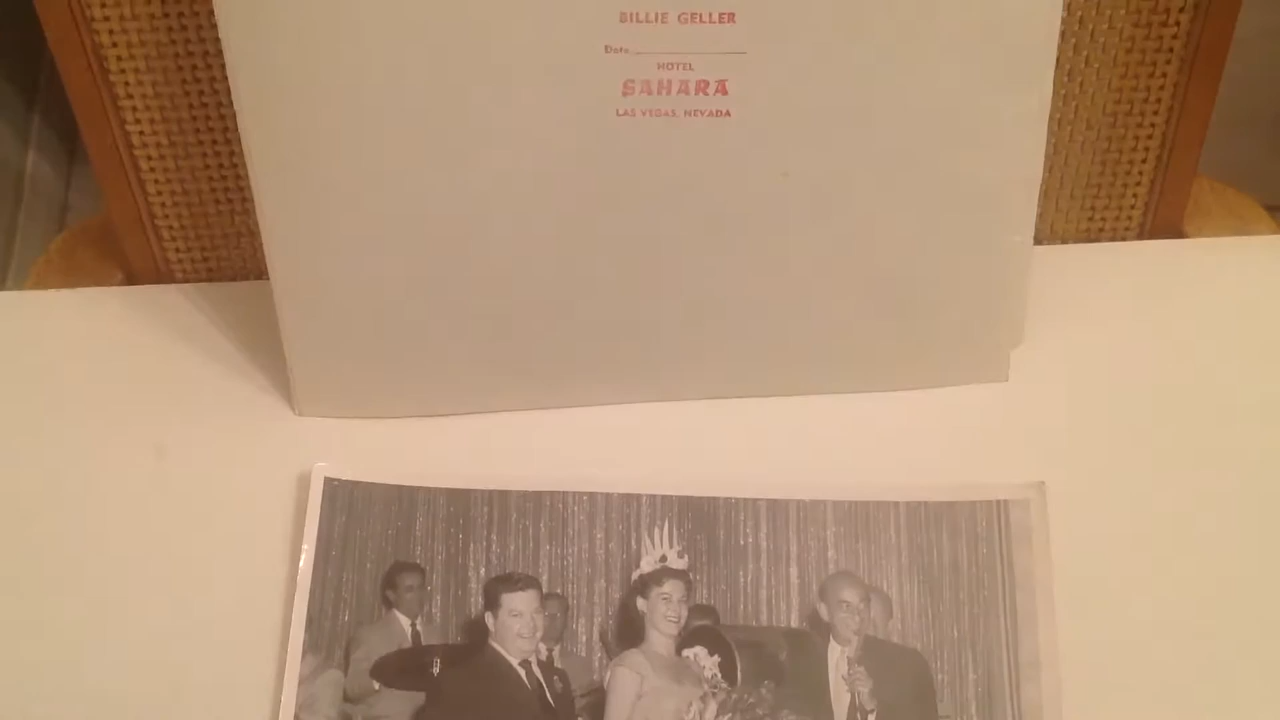 BILLIE GELLER
Date
HOTEL
SAHARA
LAS VEGAS, NEVADA